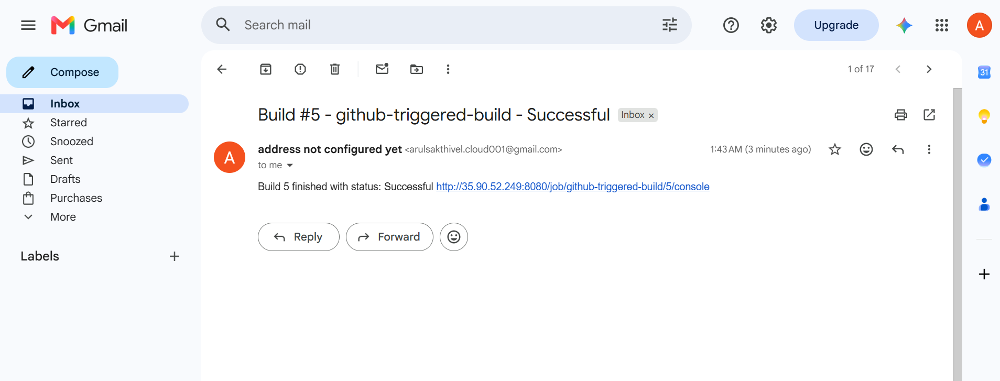 Gmail
Search mail
Upgrade
A
Compose
1 of 17
31
Inbox
Starred
Snoozed
Sent
Drafts
Purchases
More
Labels
Build #5 - github-triggered-build - Successful Inbox ×
A
address not configured yet <arulsakthivel.cloud001@gmail.com> 1:43 AM (3 minutes ago)
to me
Build 5 finished with status: Successful http://35.90.52.249:8080/job/github-triggered-build/5/console
Reply Forward